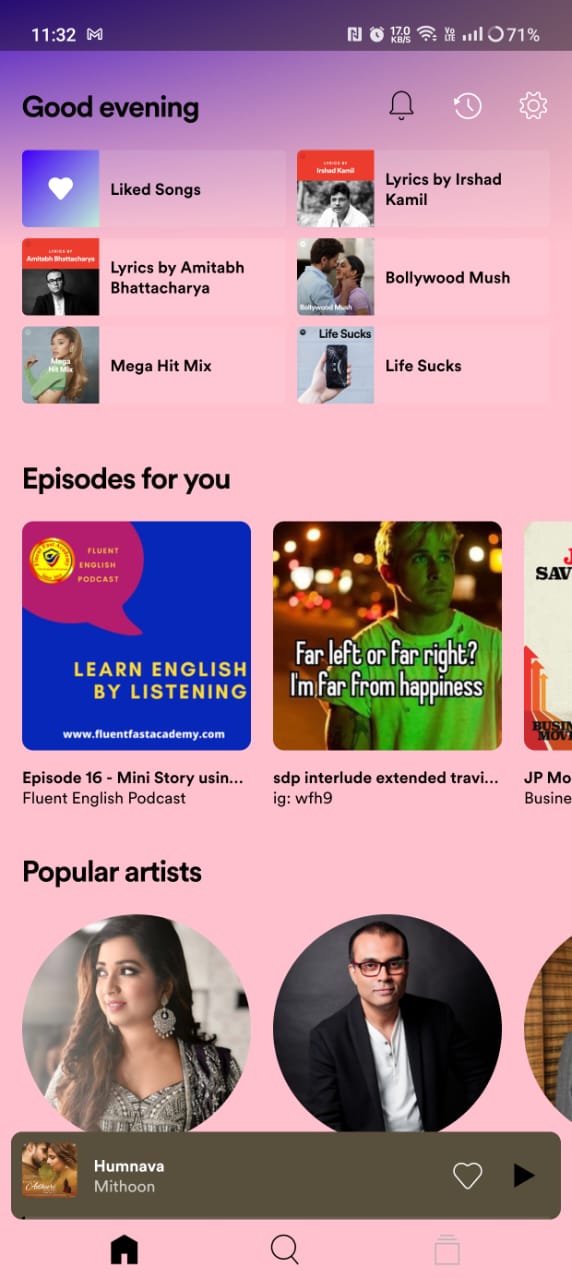 11:32
17.0
KB/S
Vo
LTE
71%
Good evening
Liked Songs
LYRICS BY
Irshad Kamil
Lyrics by Irshad
Kamil
LYRICS BY
Amitabh Bhattacharya
Lyrics by Amitabh
Bhattacharya
Bollywood Mush
Bollywood Mush
Mega
Hit Mix
Mega Hit Mix
Life Sucks
Life Sucks
Episodes for you
FLUENT
ENGLISH
PODCAST
LEARN ENGLISH
BY LISTENING
www.fluentfastacademy.com
Far left or far right?
I'm far from happiness
J
SAV
BUSIN
MOV
Episode 16 - Mini Story usin...
Fluent English Podcast
sdp interlude extended travi...
ig: wfh9
JP Mo
Busine
Popular artists
Humnava
Mithoon